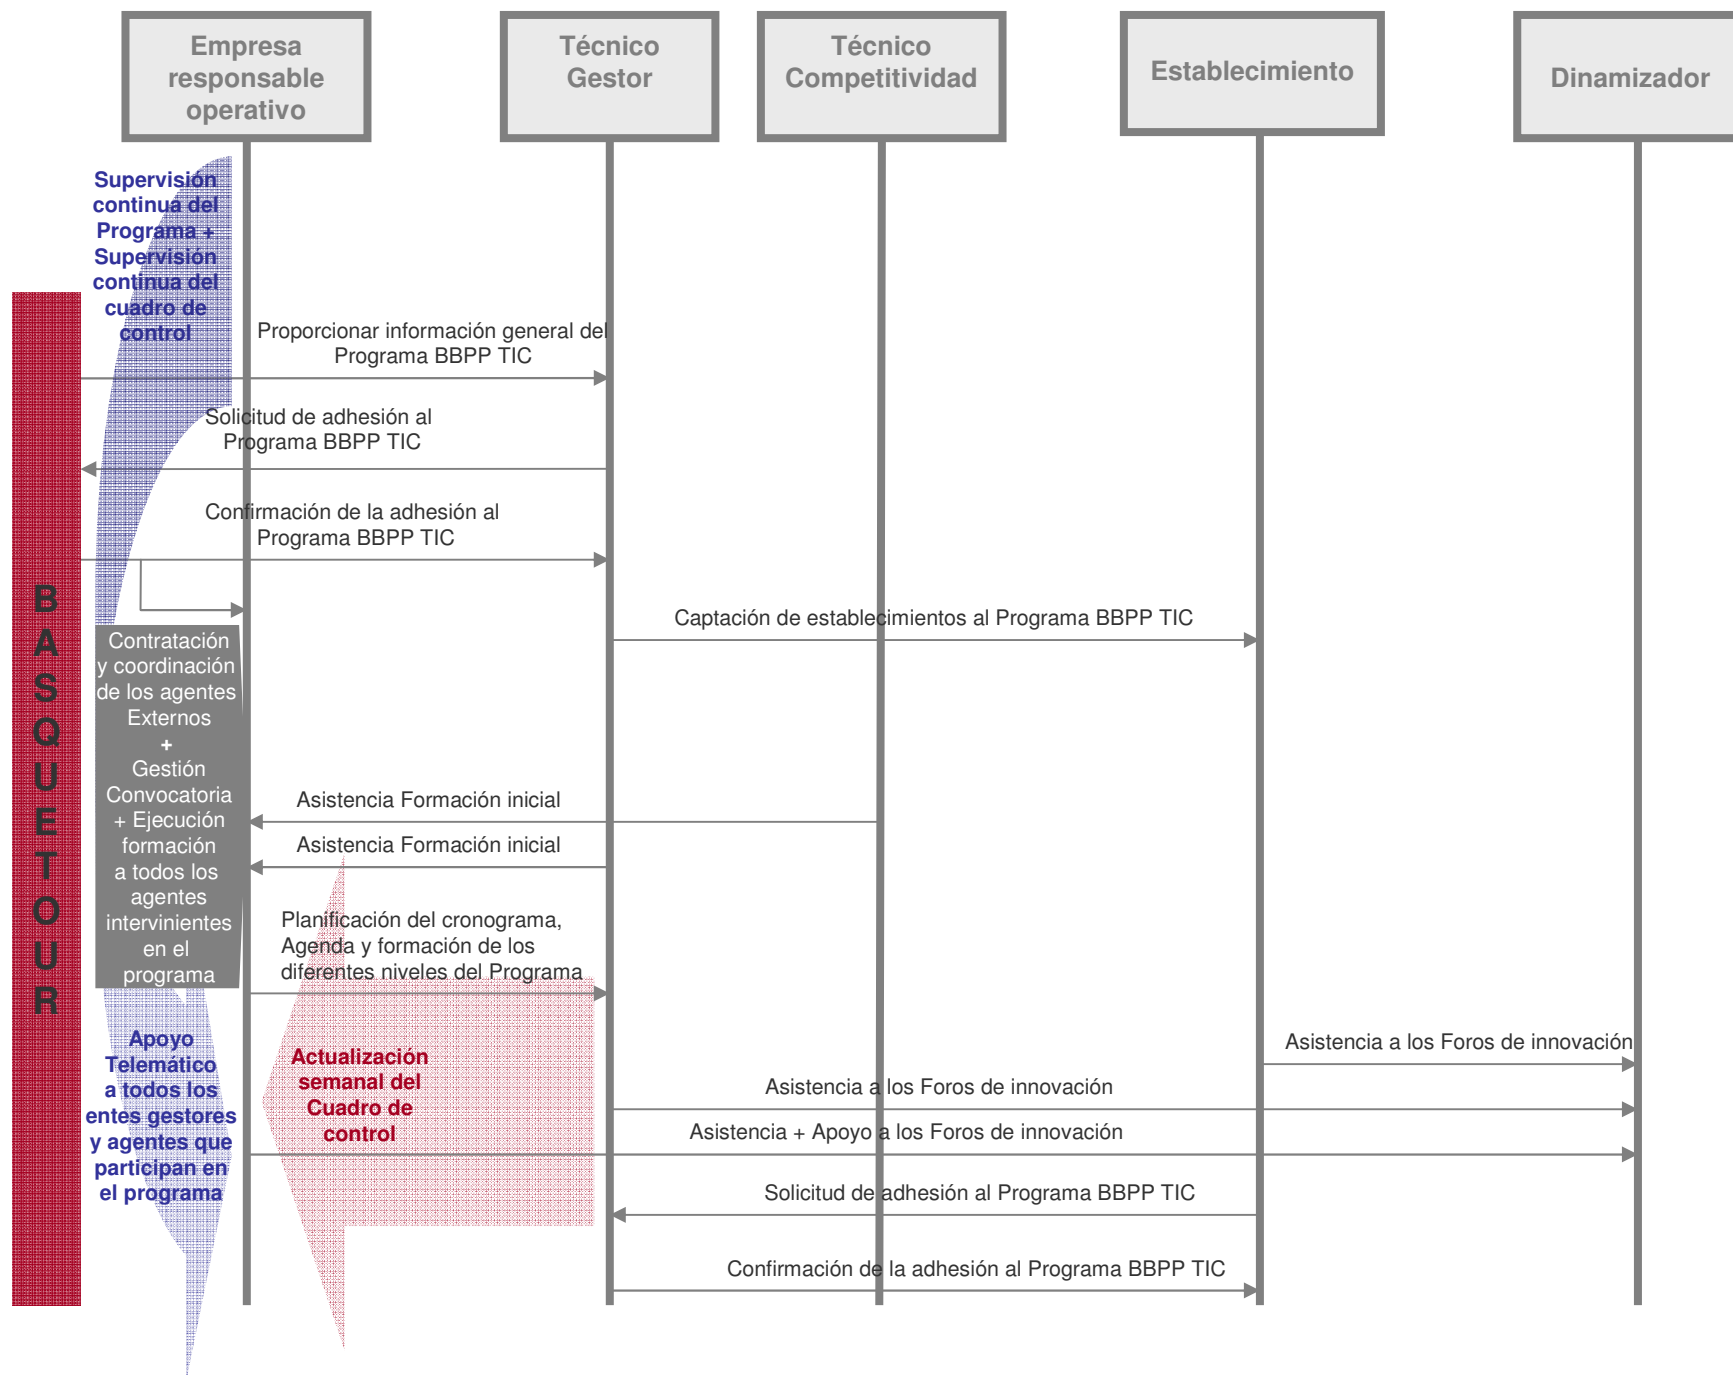 Empresa
responsable
operativo
Técnico
Gestor
Técnico
Competitividad
Establecimiento
Dinamizador
Supervisión
continua del
Programa +
Supervisión
continua del
cuadro de
control
Proporcionar información general del
Programa BBPP TIC
Solicitud de adhesión al
Programa BBPP TIC
Confirmación de la adhesión al
Programa BBPP TIC
BASQUETOUR
Captación de establecimientos al Programa BBPP TIC
Contratación
y coordinación
de los agentes
Externos
+
Gestión
Convocatoria
+ Ejecución
formación
a todos los
agentes
intervinientes
en el
programa
Asistencia Formación inicial
Asistencia Formación inicial
Planificación del cronograma,
Agenda y formación de los
diferentes niveles del Programa
Apoyo
Telemático
a todos los
entes gestores
y agentes que
participan en
el programa
Actualización
semanal del
Cuadro de
control
Asistencia a los Foros de innovación
Asistencia a los Foros de innovación
Asistencia + Apoyo a los Foros de innovación
Solicitud de adhesión al Programa BBPP TIC
Confirmación de la adhesión al Programa BBPP TIC